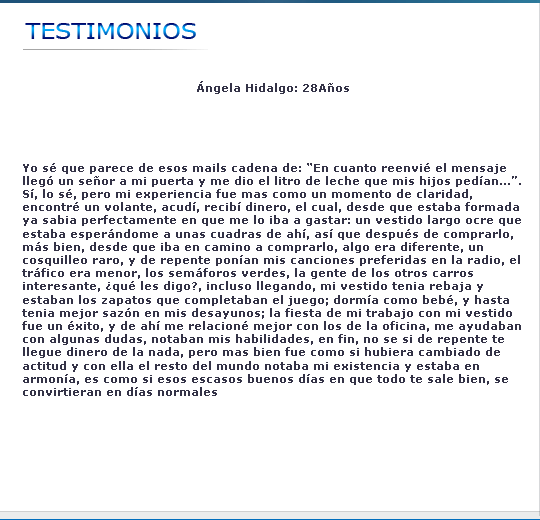 TESTIMONIOS
Ángela Hidalgo: 28Años
Yo sé que parece de esos mails cadena de: "En cuanto reenvié el mensaje
llegó un señor a mi puerta y me dio el litro de leche que mis hijos pedían...".
Sí, lo sé, pero mi experiencia fue mas como un momento de claridad,
encontré un volante, acudí, recibí dinero, el cual, desde que estaba formada
ya sabia perfectamente en que me lo iba a gastar: un vestido largo ocre que
estaba esperándome a unas cuadras de ahí, así que después de comprarlo,
más bien, desde que iba en camino a comprarlo, algo era diferente, un
cosquilleo raro, y de repente ponían mis canciones preferidas en la radio, el
tráfico era menor, los semáforos verdes, la gente de los otros carros
interesante, ¿qué les digo?, incluso llegando, mi vestido tenia rebaja y
estaban los zapatos que completaban el juego; dormía como bebé, y hasta
tenia mejor sazón en mis desayunos; la fiesta de mi trabajo con mi vestido
fue un éxito, y de ahí me relacioné mejor con los de la oficina, me ayudaban
con algunas dudas, notaban mis habilidades, en fin, no se si de repente te
llegue dinero de la nada, pero mas bien fue como si hubiera cambiado de
actitud y con ella el resto del mundo notaba mi existencia y estaba en
armonía, es como si esos escasos buenos días en que todo te sale bien, se
convirtieran en días normales